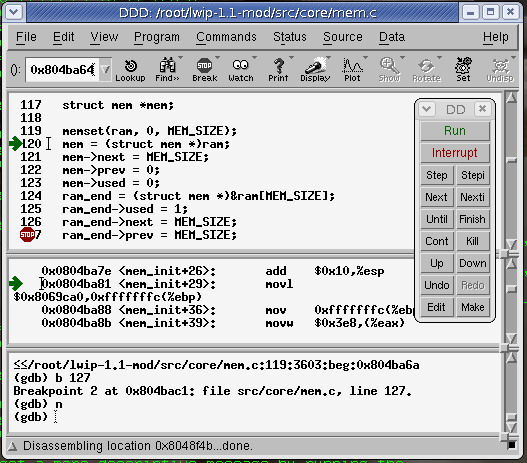 DDD: /root/lwip-1.1-mod/src/core/mem.c
File Edit View Program Commands Status Source Data Help
(): 0x804ba64
Lookup Find>> Break Watch Print Display Plot Show Rotate Set Undisp
117 struct mem *mem;
118
119 memset(ram, 0, MEM_SIZE);
120 mem = (struct mem *)ram;
121 mem->next = MEM_SIZE;
122 mem->prev = 0;
123 mem->used = 0;
124 ram_end = (struct mem *)&ram[MEM_SIZE];
125 ram_end->used = 1;
126 ram_end->next = MEM_SIZE;
STOP 7 ram_end->prev = MEM_SIZE;
DD
Run
Interrupt
Step Stepi
Next Nexti
Until Finish
Cont Kill
Up Down
Undo Redo
Edit Make
0x0804ba7e <mem_init+26>: add $0x10,%esp
0x0804ba81 <mem_init+29>: movl
$0x8069ca0,0xfffffffc(%ebp)
0x0804ba88 <mem_init+36>: mov 0xfffffffc(%ebp
0x0804ba8b <mem_init+39>: movw $0x3e8,(%eax)
/root/lwip-1.1-mod/src/core/mem.c:119:3603:beg:0x804ba6a
(gdb) b 127
Breakpoint 2 at 0x804bac1: file src/core/mem.c, line 127.
(gdb) n
(gdb)
Disassembling location 0x8048f4b...done.